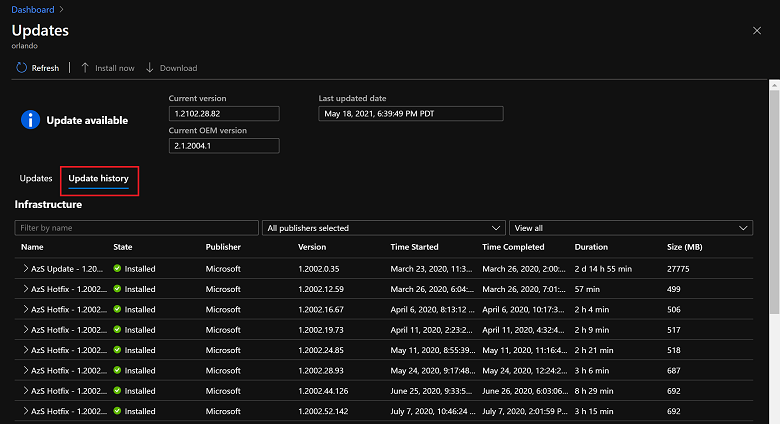 Dashboard >
Updates
orlando
Refresh Install now Download
Current version Last updated date
Update available 1.2102.28.82 May 18, 2021, 6:39:49 PM PDT
Current OEM version
2.1.2004.1
Updates Update history
Infrastructure
Filter by name All publishers selected View all
Name State Publisher Version Time Started Time Completed Duration Size (MB)
AzS Update - 1.20... Installed Microsoft 1.2002.0.35 March 23, 2020, 11:3... March 26, 2020, 2:00:... 2 d 14 h 55 min 27775
AzS Hotfix - 1.2002... Installed Microsoft 1.2002.12.59 March 26, 2020, 6:04:... March 26, 2020, 7:01:... 57 min 499
AzS Hotfix - 1.2002... Installed Microsoft 1.2002.16.67 April 6, 2020, 8:13:12 ... April 6, 2020, 10:17:3... 2 h 4 min 506
AzS Hotfix - 1.2002... Installed Microsoft 1.2002.19.73 April 11, 2020, 2:23:2... April 11, 2020, 4:32:4... 2 h 9 min 517
AzS Hotfix - 1.2002... Installed Microsoft 1.2002.24.85 May 11, 2020, 8:55:39... May 11, 2020, 11:16:4... 2 h 21 min 518
AzS Hotfix - 1.2002... Installed Microsoft 1.2002.28.93 May 24, 2020, 9:17:48... May 24, 2020, 12:24:2... 3 h 6 min 687
AzS Hotfix - 1.2002... Installed Microsoft 1.2002.44.126 June 25, 2020, 9:33:5... June 26, 2020, 6:03:06... 8 h 29 min 692
AzS Hotfix - 1.2002... Installed Microsoft 1.2002.52.142 July 7, 2020, 10:46:24 ... July 7, 2020, 2:01:59 P... 3 h 15 min 692